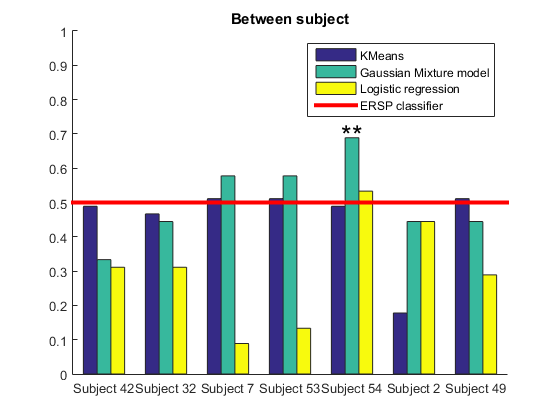 Between subject
1
0.9
0.8
0.7
0.6
0.5
0.4
0.3
0.2
0.1
0
KMeans
Gaussian Mixture model
Logistic regression
ERSP classifier
**
Subject 42 Subject 32 Subject 7 Subject 53 Subject 54 Subject 2 Subject 49